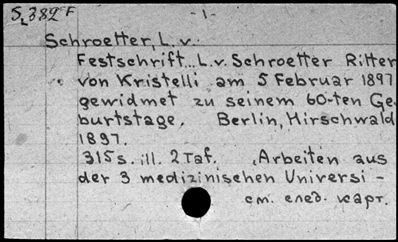 S 382 F
-1-
Schroetter, L. v.
Festschrift.. L. v. Schroetter Ritter
von Kristelli am 5 Februar 1897
gewidmet zu seinem 60-ten Ge-
burtstage. Berlin, Hirschwald
1897.
315 s. ill. 2 Taf. „Arbeiten aus
der 3 medizinischen Universi -
см. след. карт.